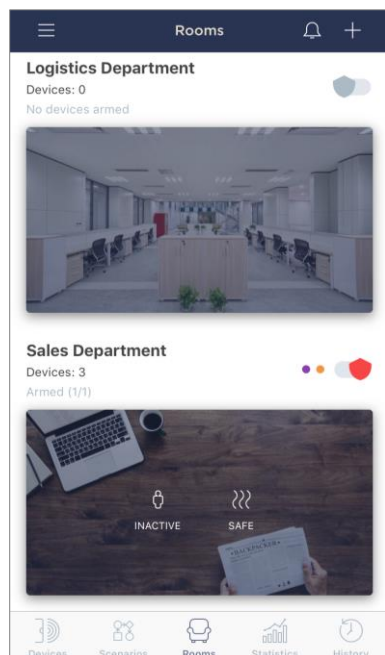 Rooms
Logistics Department
Devices: 0
No devices armed
Sales Department
Devices: 3
Armed (1/1)
INACTIVE SAFE
BACKPACKER
Devices Scenarios Rooms Statistics History